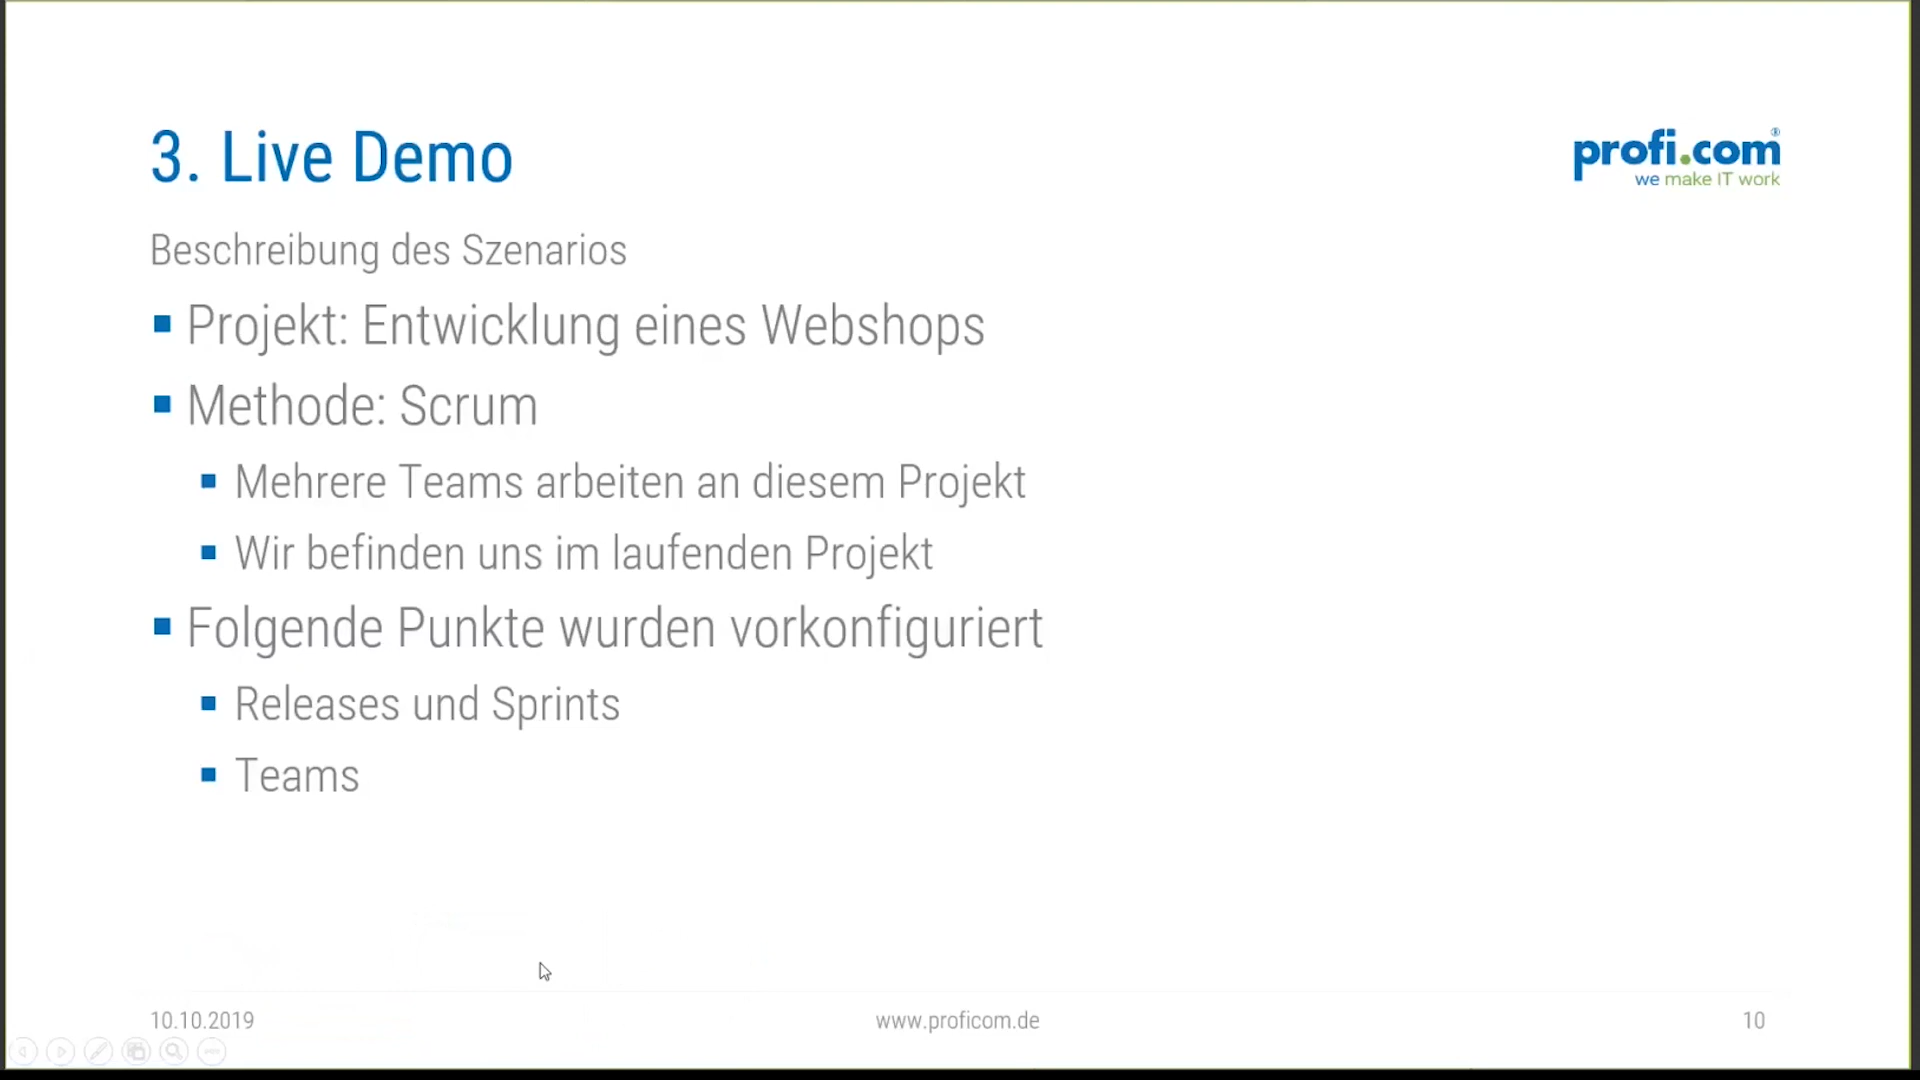 3. Live Demo
profi.com®
we make IT work
Beschreibung des Szenarios
Projekt: Entwicklung eines Webshops
Methode: Scrum
Mehrere Teams arbeiten an diesem Projekt
Wir befinden uns im laufenden Projekt
Folgende Punkte wurden vorkonfiguriert
Releases und Sprints
Teams
10.10.2019
www.proficom.de
10